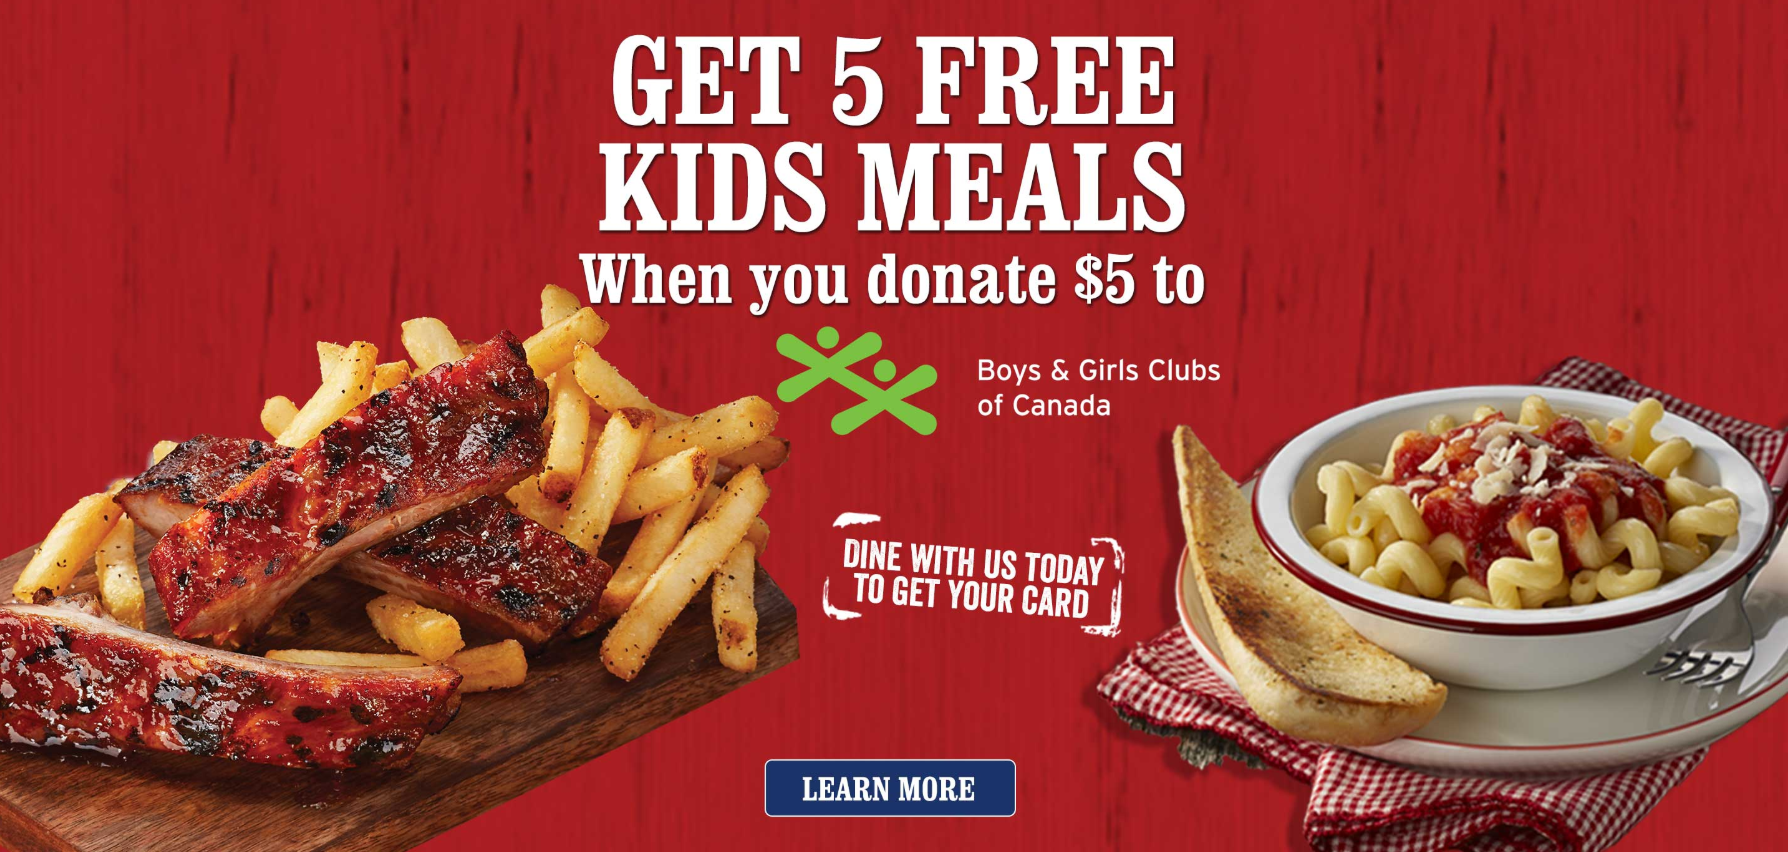 GET 5 FREE
KIDS MEALS
When you donate $5 to
Boys & Girls Clubs
of Canada
DINE WITH US TODAY
TO GET YOUR CARD
LEARN MORE